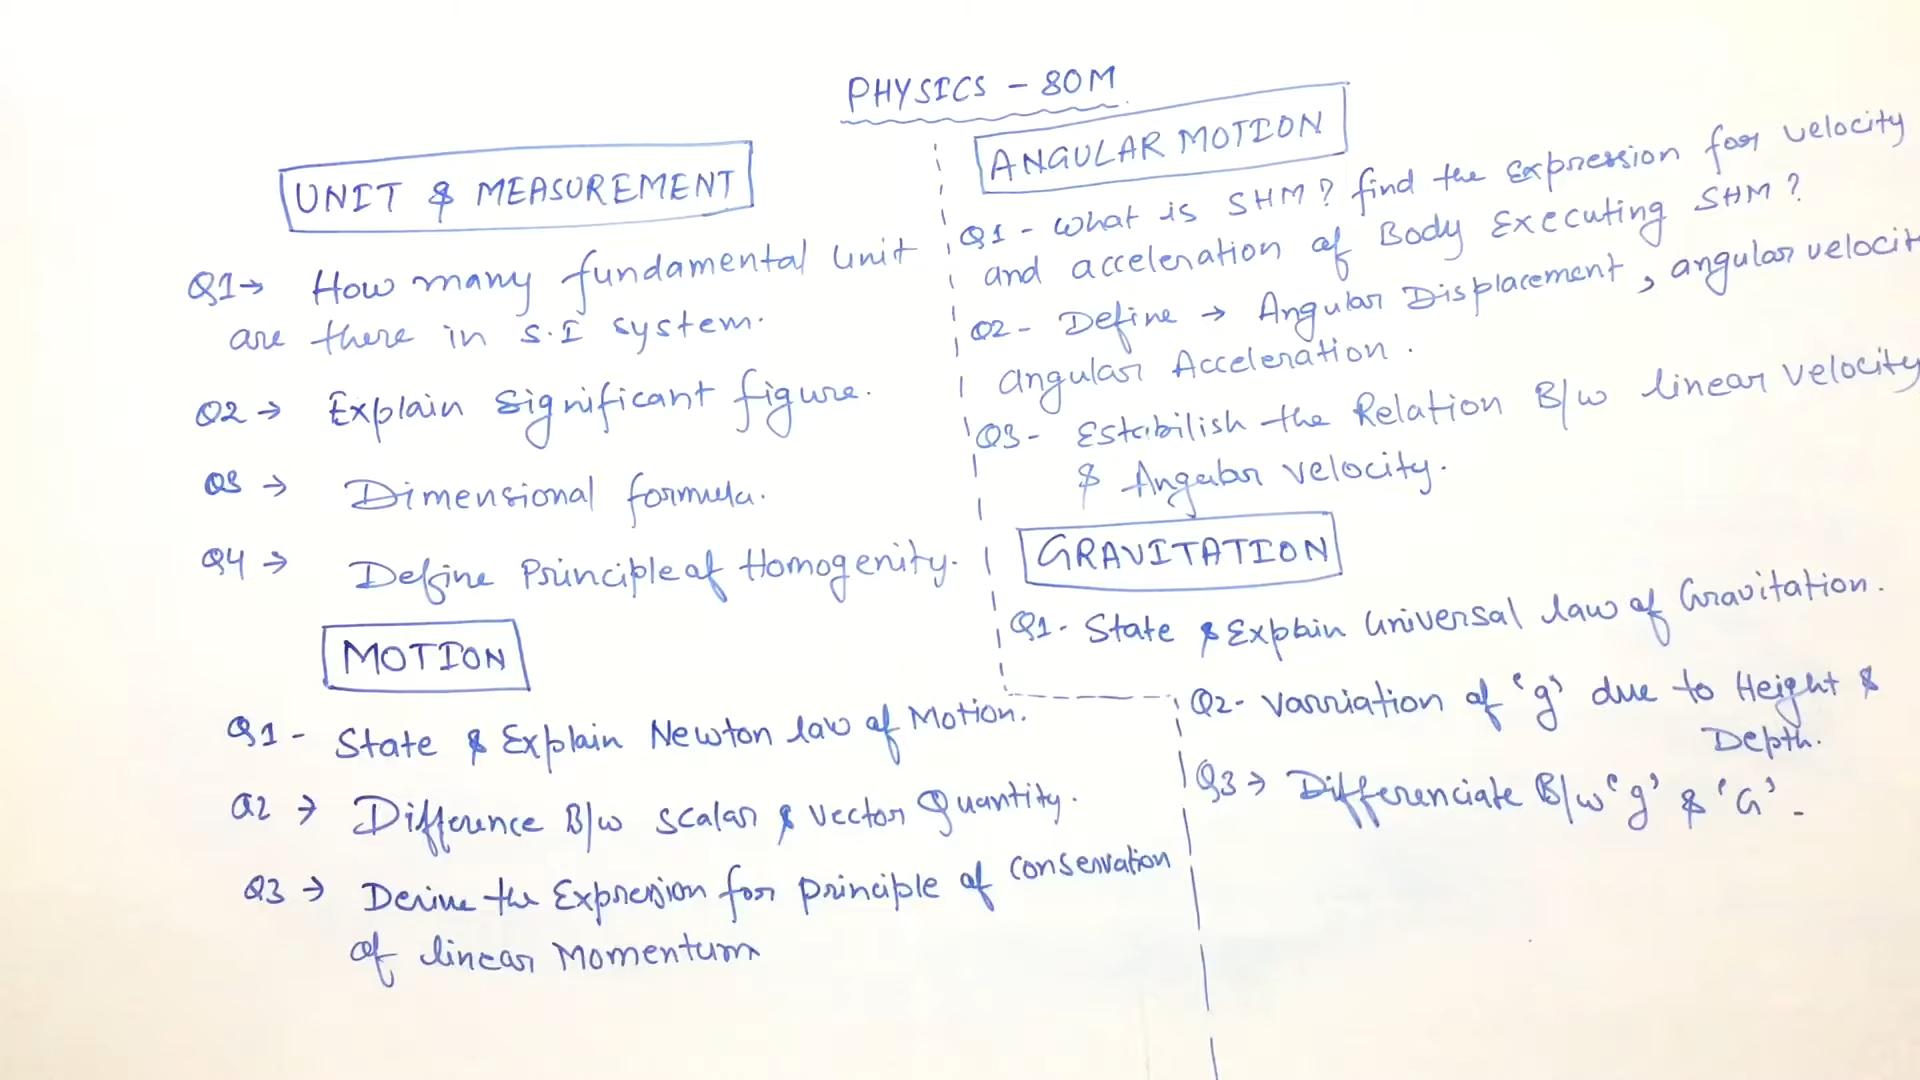 PHYSICS - 80M
UNIT & MEASUREMENT
Q1→ How many fundamental unit
are there in S.I system.
Q2→ Explain Significant figure.
Q3→ Dimensional formula.
Q4→ Define Principle of Homogenity.
MOTION
Q1- State & Explain Newton law of Motion.
Q2→ Difference B/w scalar & vector Quantity.
Q3→ Derive the Expression for principle of conservation
of linear Momentum
ANGULAR MOTION
Q1- What is SHM? find the expression for velocity
and acceleration of Body Executing SHM?
Q2- Define → Angular Displacement, angular velocit
angular Acceleration.
Q3- Establilish the Relation B/w linear velocity
& Angular velocity.
GRAVITATION
Q1- State & Explain Universal law of Gravitation.
Q2- Varriation of 'g' due to Height &
Depth.
Q3→ Differenciate B/w 'g' & 'G'.